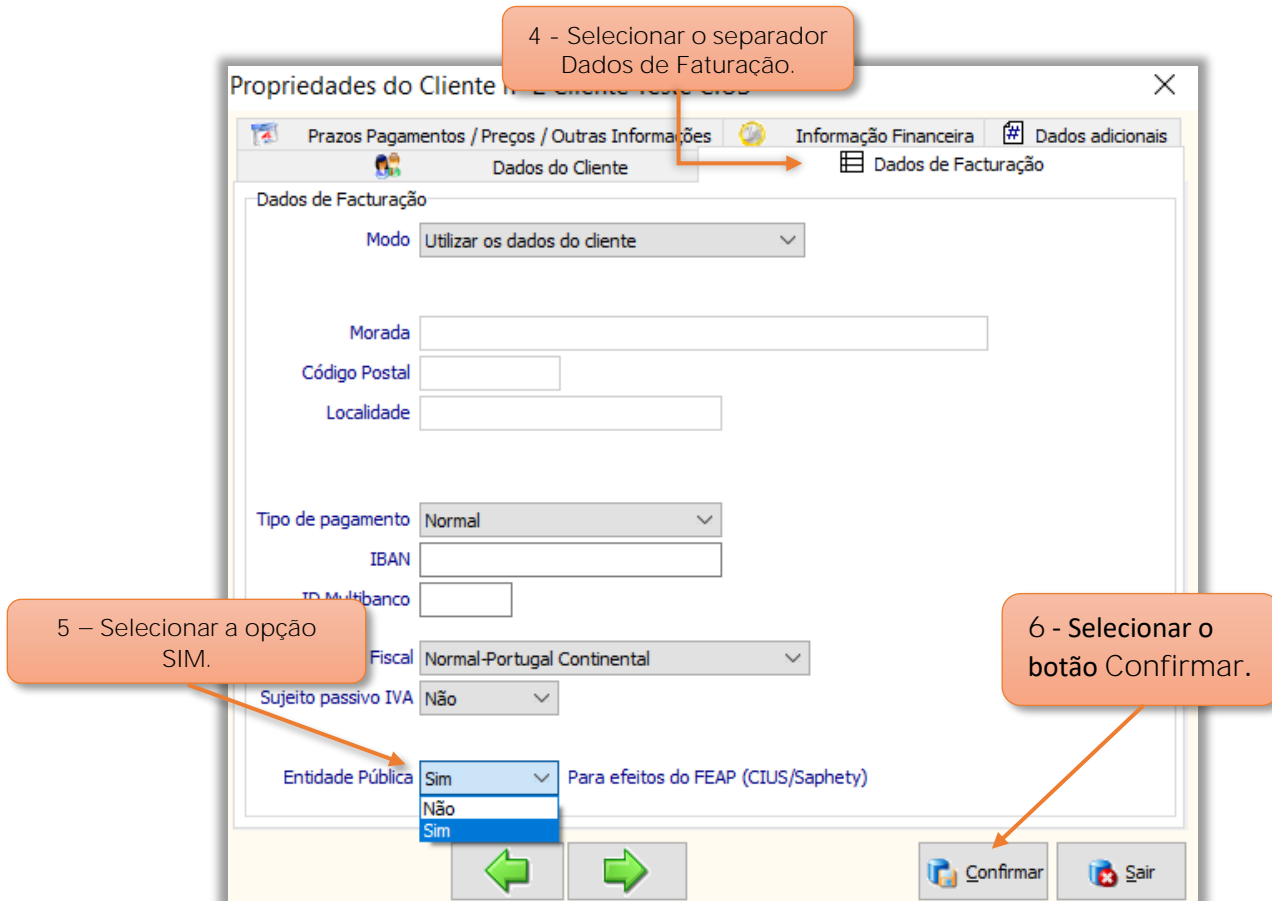 4 - Selecionar o separador
Dados de Faturação.
Propriedades do Cliente
Prazos Pagamentos / Preços / Outras Informações
Informação Financeira
Dados adicionais
Dados do Cliente
Dados de Facturação
Dados de Facturação
Modo Utilizar os dados do cliente
Morada
Código Postal
Localidade
Tipo de pagamento Normal
IBAN
ID Multibanco
5 – Selecionar a opção
SIM.
6 - Selecionar o
botão Confirmar.
Fiscal Normal-Portugal Continental
Sujeito passivo IVA Não
Entidade Pública Sim Para efeitos do FEAP (CIUS/Saphety)
Não
Sim
Confirmar
Sair